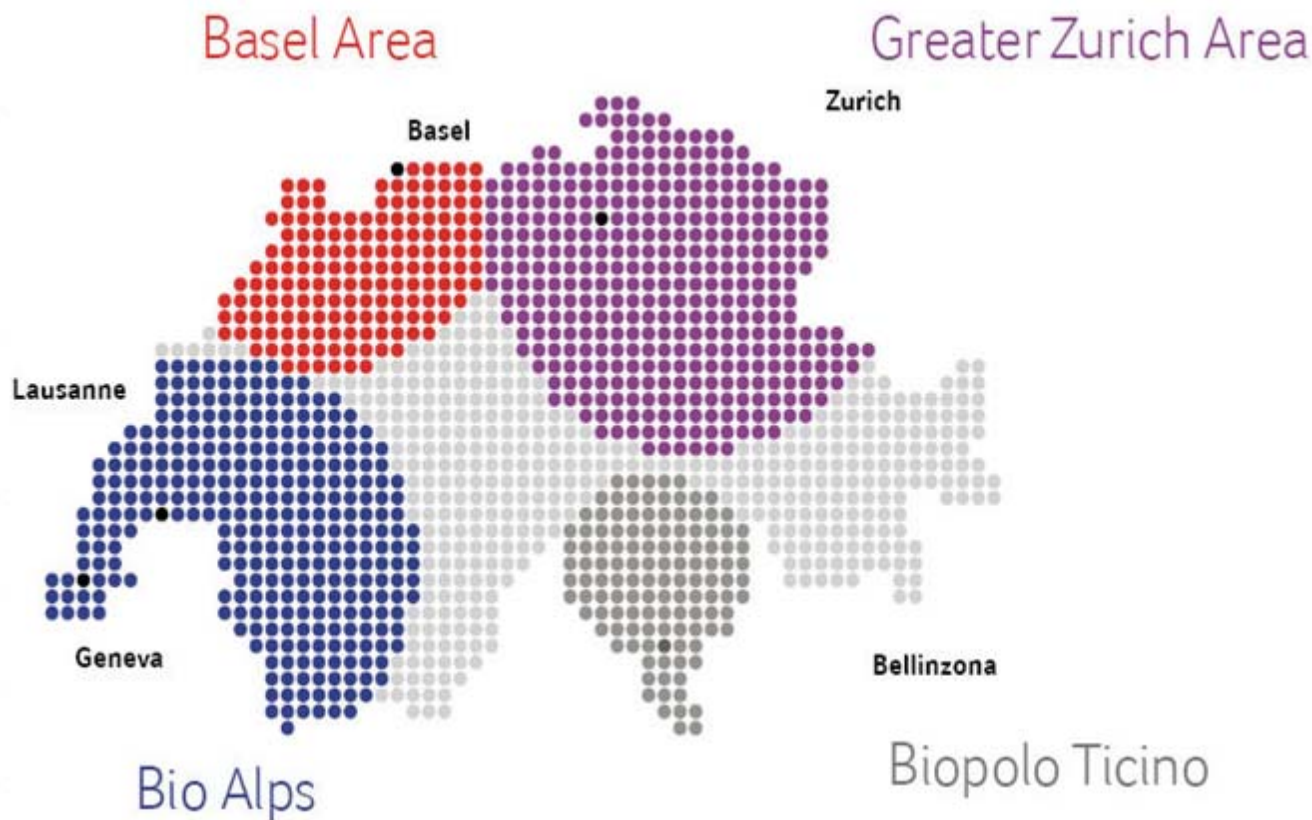 Basel Area
Greater Zurich Area
Zurich
Basel
Lausanne
Geneva
Bellinzona
Bio Alps
Biopolo Ticino